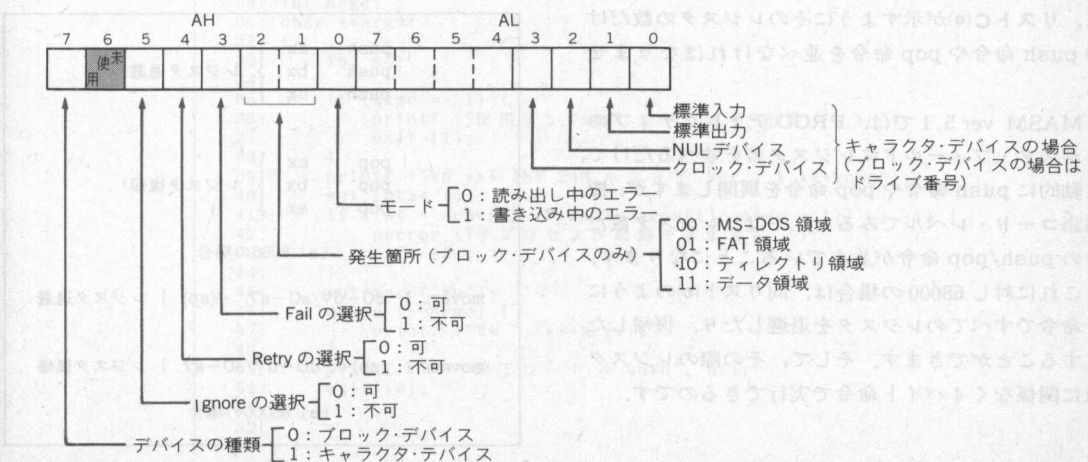 AH AL
7 6 5 4 3 2 1 0 7 6 5 4 3 2 1 0
未使用
標準入力
標準出力
NULデバイス
クロック・デバイス
キャラクタ・デバイスの場合
(ブロック・デバイスの場合は
ドライブ番号)
モード
0：読み出し中のエラー
1：書き込み中のエラー
発生箇所(ブロック・デバイスのみ)
00：MS-DOS領域
01：FAT領域
10：ディレクトリ領域
11：データ領域
Failの選択
0：可
1：不可
Retryの選択
0：可
1：不可
Ignoreの選択
0：可
1：不可
デバイスの種類
0：ブロック・デバイス
1：キャラクタ・デバイス